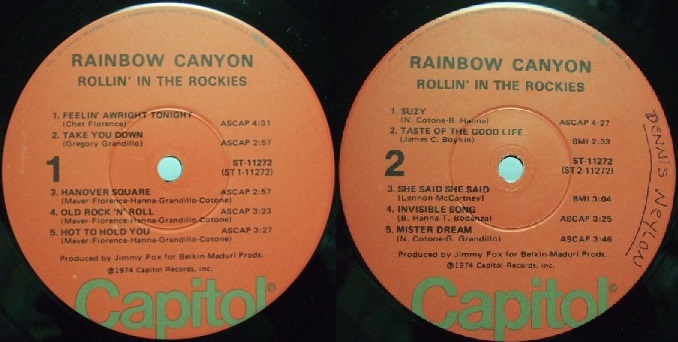 RAINBOW CANYON
ROLLIN' IN THE ROCKIES
1. FEELIN' AWRIGHT TONIGHT
(Chet Florence) ASCAP 4:31
2. TAKE YOU DOWN
(Gregory Grandillo) ASCAP 2:57
1
ST-11272
(ST 1-11272)
3. HANOVER SQUARE ASCAP 2:57
(Maver-Florence-Hanna-Grandillo-Cotone)
4. OLD ROCK 'N' ROLL ASCAP 3:23
(Maver-Florence-Hanna-Grandillo-Cotone)
5. HOT TO HOLD YOU ASCAP 3:27
(Maver Florence-Hanna-Grandillo-Cotone)
Produced by Jimmy Fox for Belkin-Maduri Prods.
℗1974 Capitol Records, Inc.
Capitol®
RAINBOW CANYON
ROLLIN' IN THE ROCKIES
1. SUZY
(N. Cotone-B. Hanna) ASCAP 4:27
2. TASTE OF THE GOOD LIFE
(James C. Boykin) BMI 2:33
2
ST-11272
(ST 2-11272)
3. SHE SAID SHE SAID
(Lennon-McCartney) BMI 3:04
4. INVISIBLE SONG
(B. Hanna-T. Bodanza) ASCAP 3:25
5. MISTER DREAM
(N. Cotone-G. Grandillo) ASCAP 3:46
Produced by Jimmy Fox for Belkin-Maduri Prods.
℗1974 Capitol Records, Inc.
Capitol®
DENNIS